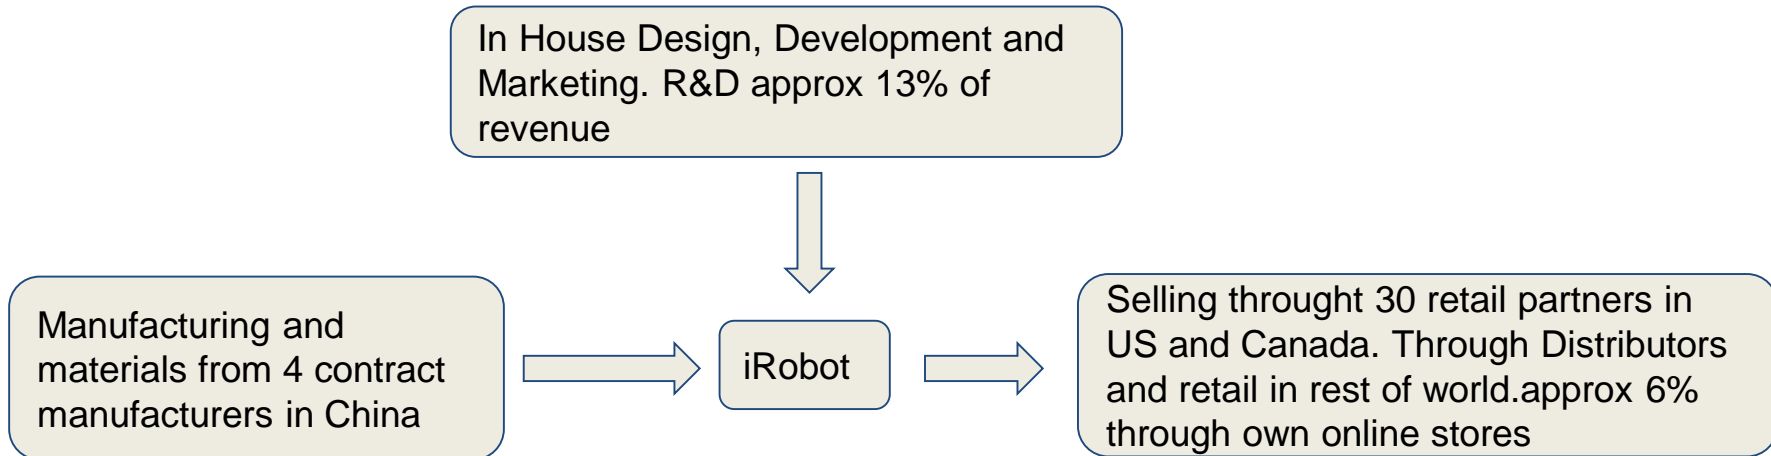 In House Design, Development and
Marketing. R&D approx 13% of
revenue
Manufacturing and
materials from 4 contract
manufacturers in China
iRobot
Selling throught 30 retail partners in
US and Canada. Through Distributors
and retail in rest of world.approx 6%
through own online stores